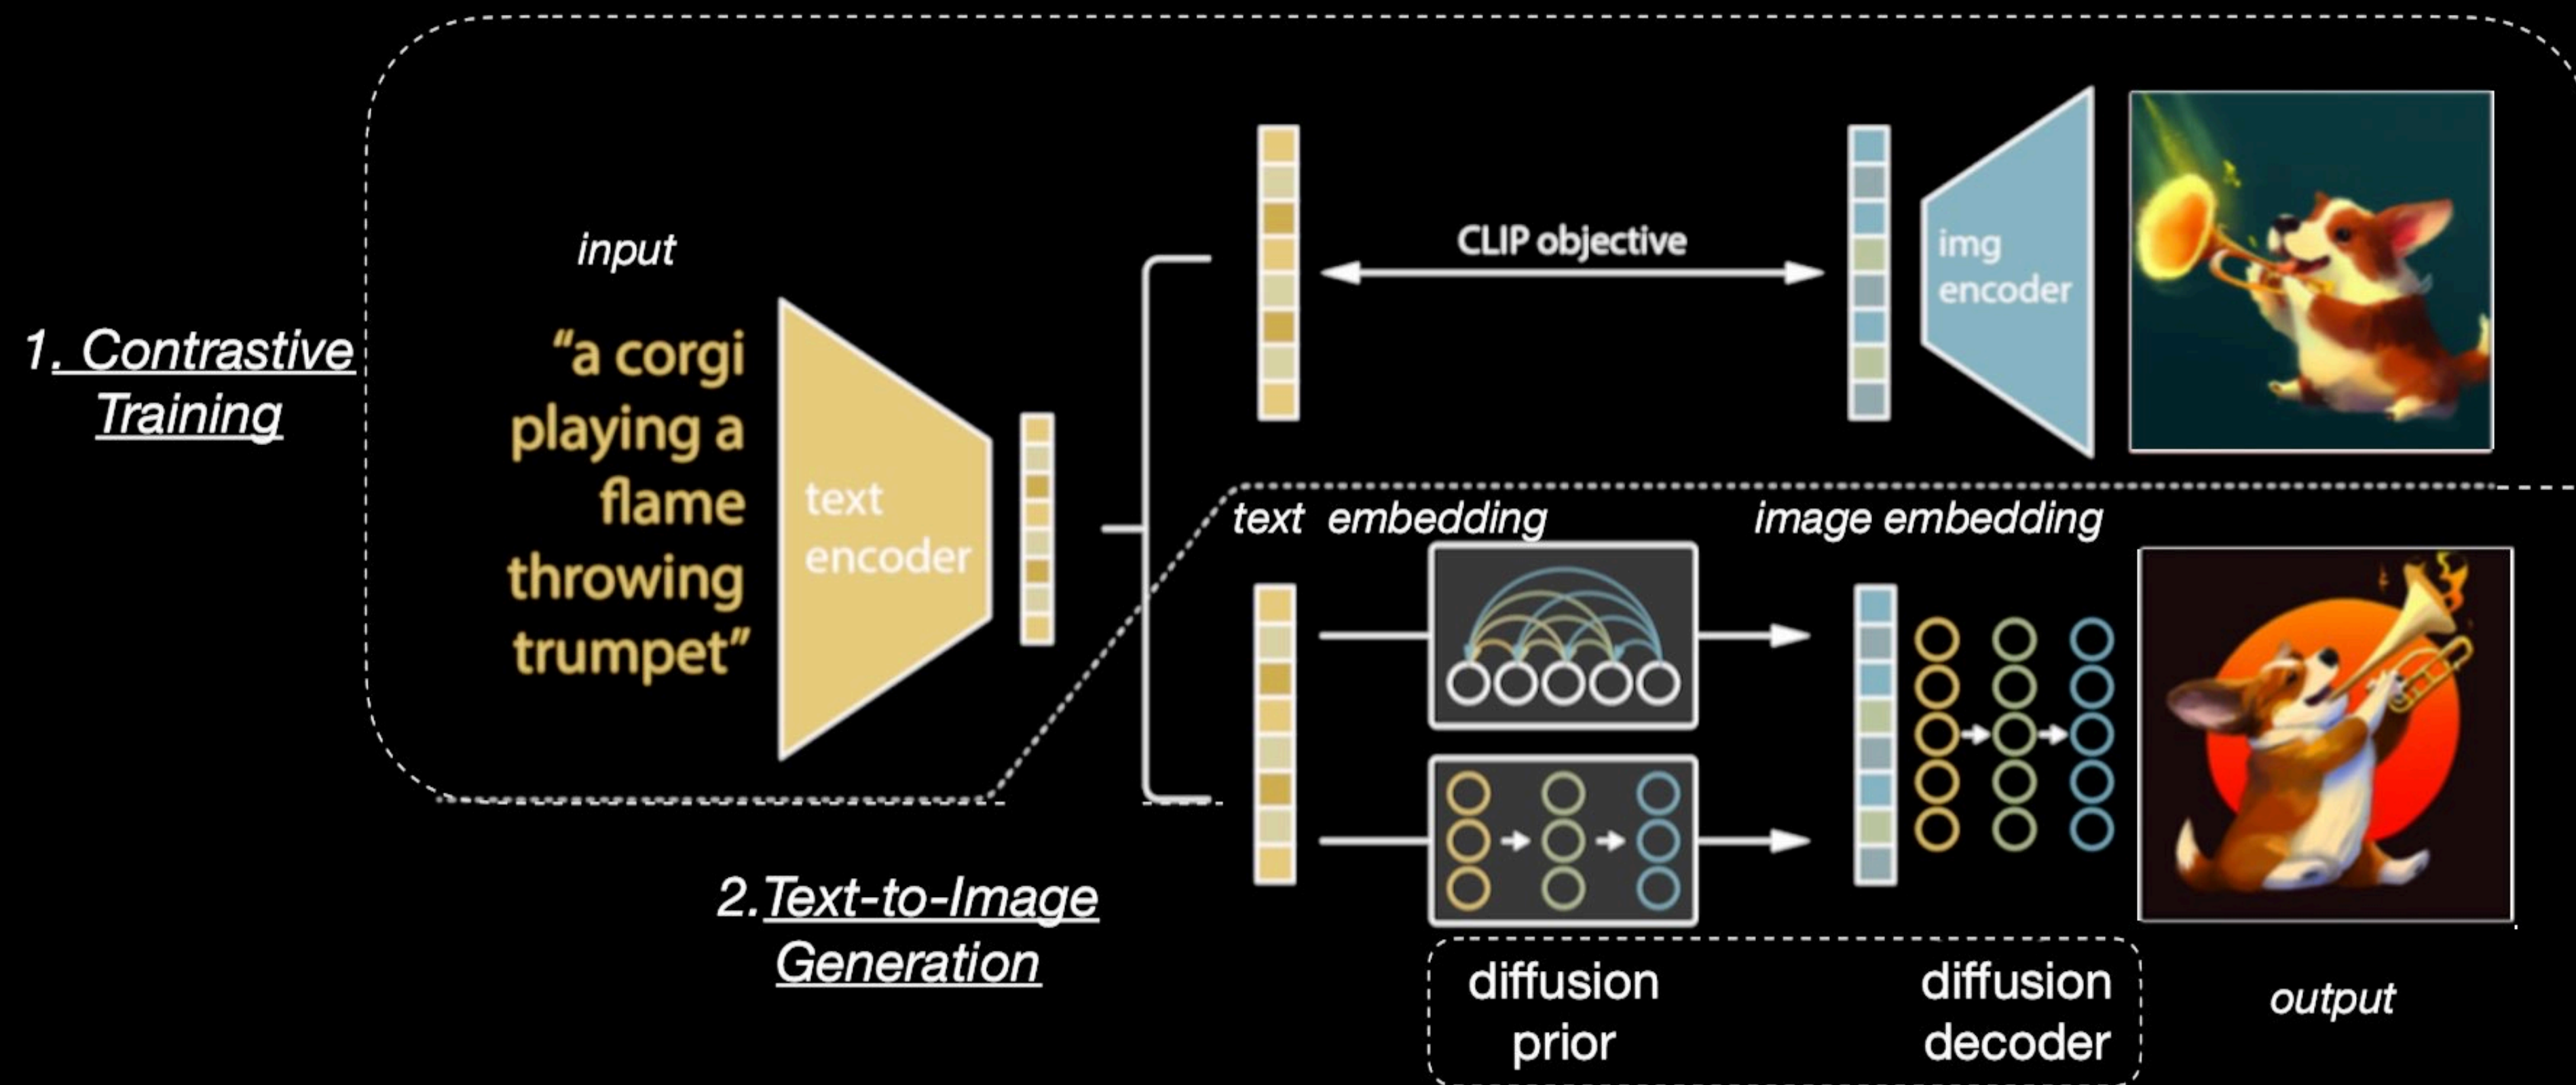 1. Contrastive
Training
input
“a corgi
playing a
flame
throwing
trumpet”
text
encoder
CLIP objective
img
encoder
text embedding
image embedding
2.Text-to-Image
Generation
diffusion
prior
diffusion
decoder
output